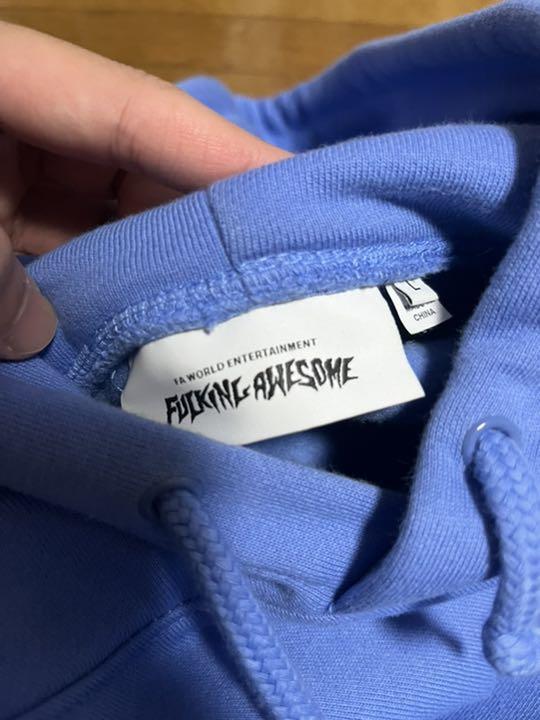 FA WORLD ENTERTAINMENT
FUCKING AWESOME
L
CHINA